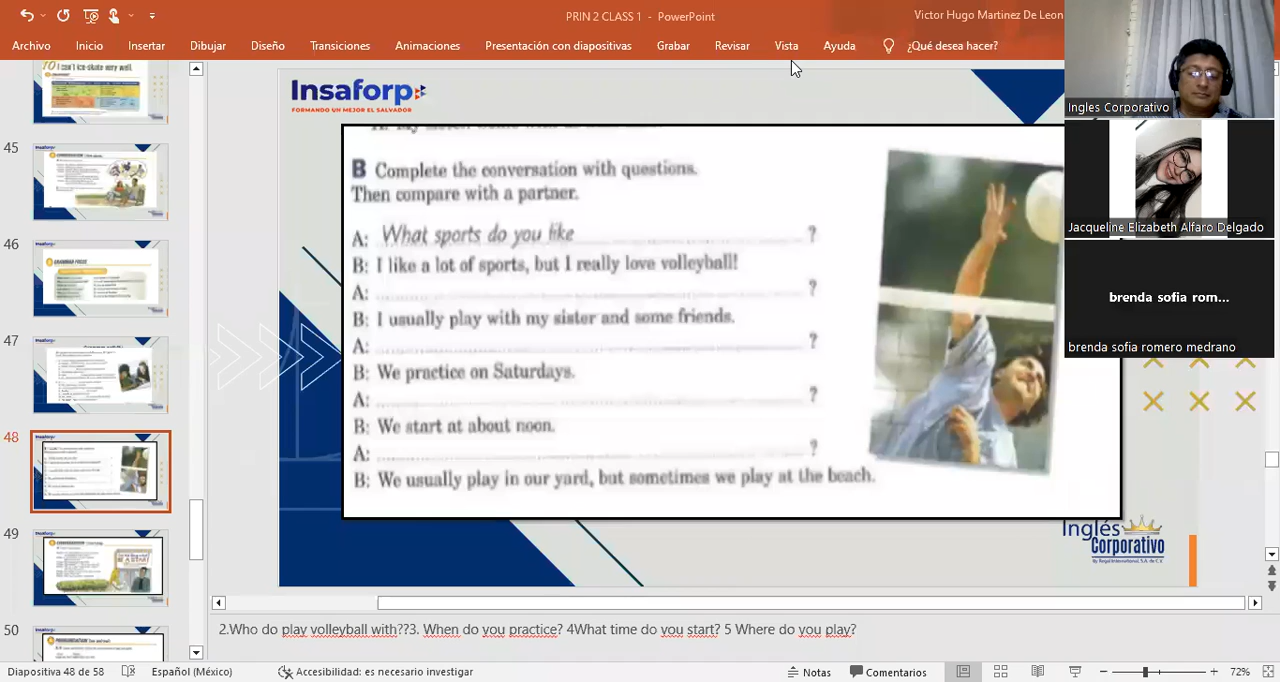 PRIN 2 CLASS 1 - PowerPoint
Victor Hugo Martinez De Leon
Archivo Inicio Insertar Dibujar Diseño Transiciones Animaciones Presentación con diapositivas Grabar Revisar Vista Ayuda ¿Qué desea hacer?
45
46
47
48
49
50
Insaforp
FORMANDO UN MEJOR EL SALVADOR
B Complete the conversation with questions.
Then compare with a partner.
A: What sports do you like ?
B: I like a lot of sports, but I really love volleyball!
A: ?
B: I usually play with my sister and some friends.
A: ?
B: We practice on Saturdays.
A: ?
B: We start at about noon.
A: ?
B: We usually play in our yard, but sometimes we play at the beach.
Inglés
Corporativo
By Regal International, S.A. de C.V.
Ingles Corporativo
Jacqueline Elizabeth Alfaro Delgado
brenda sofia rom...
brenda sofia romero medrano
2.Who do play volleyball with??3. When do you practice? 4What time do you start? 5 Where do you play?
Diapositiva 48 de 58 Español (México) Accesibilidad: es necesario investigar Notas Comentarios 72%